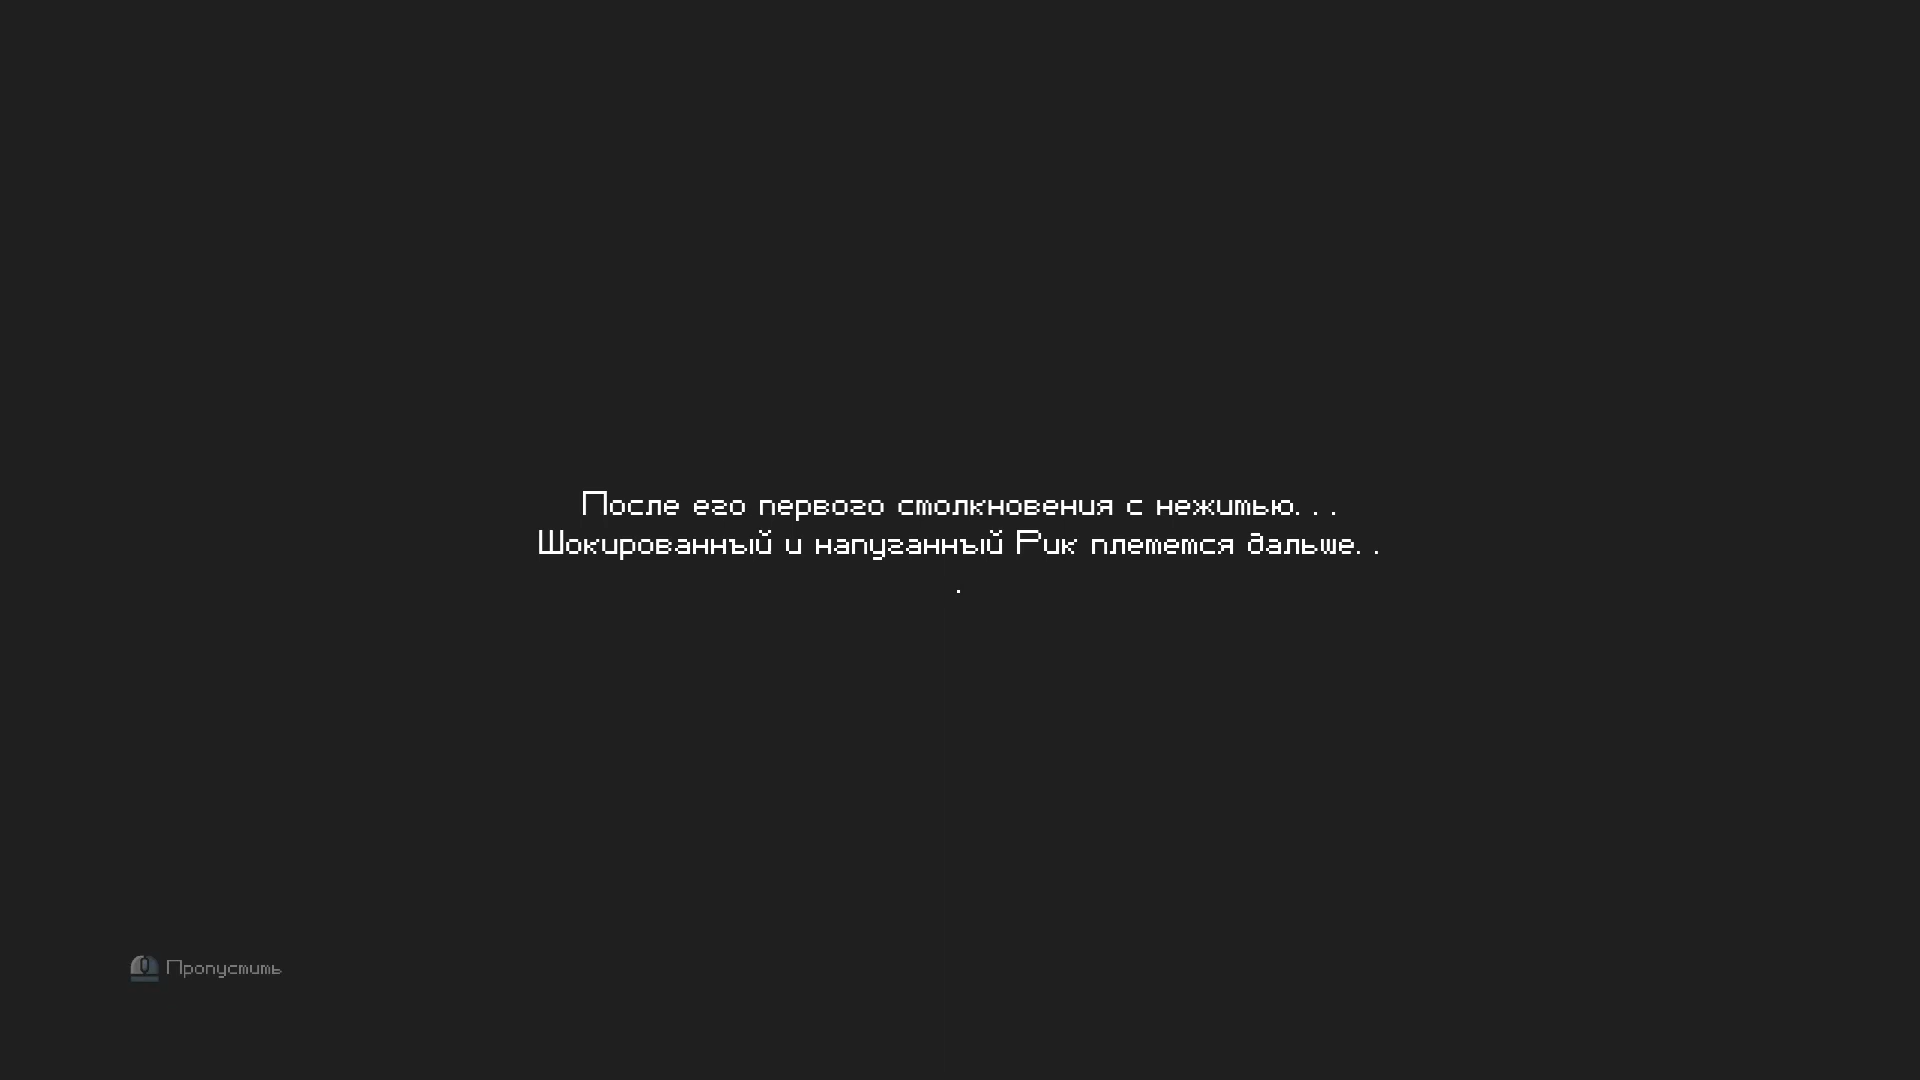 После его первого столкновения с нежитью...
Шокированный и напуганный Рик плетется дальше..
.
Пропустить